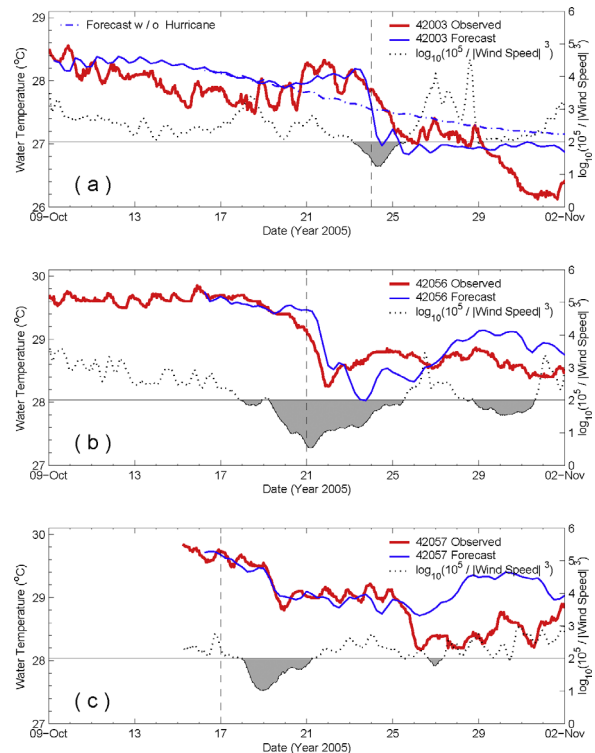 Forecast w/o Hurricane
42003 Observed
42003 Forecast
log10(10^5 / |Wind Speed|^3)
Water Temperature (°C)
29
28
27
26
6
5
4
3
2
1
0
log10(10^5 / |Wind Speed|^3)
( a )
09-Oct 13 17 21 25 29 02-Nov
Date (Year 2005)
42056 Observed
42056 Forecast
log10(10^5 / |Wind Speed|^3)
Water Temperature (°C)
30
29
28
27
6
5
4
3
2
1
0
log10(10^5 / |Wind Speed|^3)
( b )
09-Oct 13 17 21 25 29 02-Nov
Date (Year 2005)
42057 Observed
42057 Forecast
log10(10^5 / |Wind Speed|^3)
Water Temperature (°C)
30
29
28
27
6
5
4
3
2
1
0
log10(10^5 / |Wind Speed|^3)
( c )
09-Oct 13 17 21 25 29 02-Nov
Date (Year 2005)